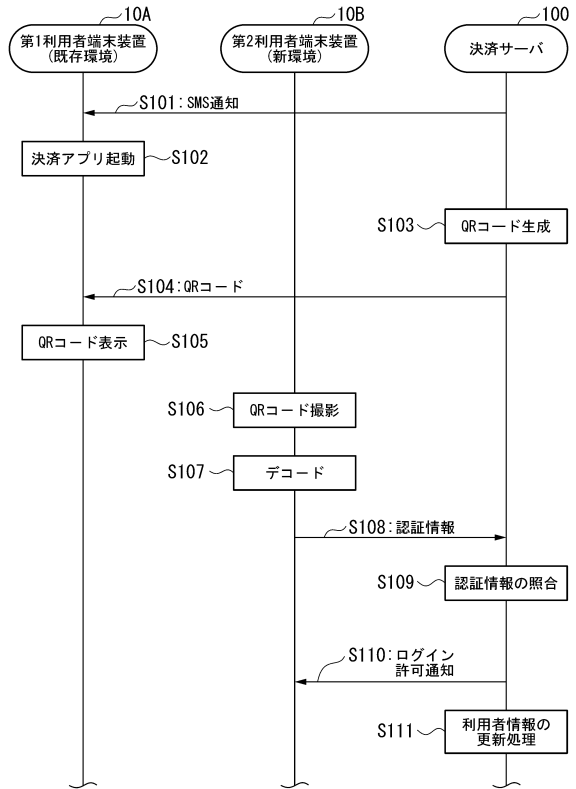 10A
10B
100
第1利用者端末装置
(既存環境)
第2利用者端末装置
(新環境)
決済サーバ
S101:SMS通知
決済アプリ起動
S102
S103
QRコード生成
S104:QRコード
QRコード表示
S105
S106
QRコード撮影
S107
デコード
S108:認証情報
S109
認証情報の照合
S110:ログイン
許可通知
S111
利用者情報の
更新処理